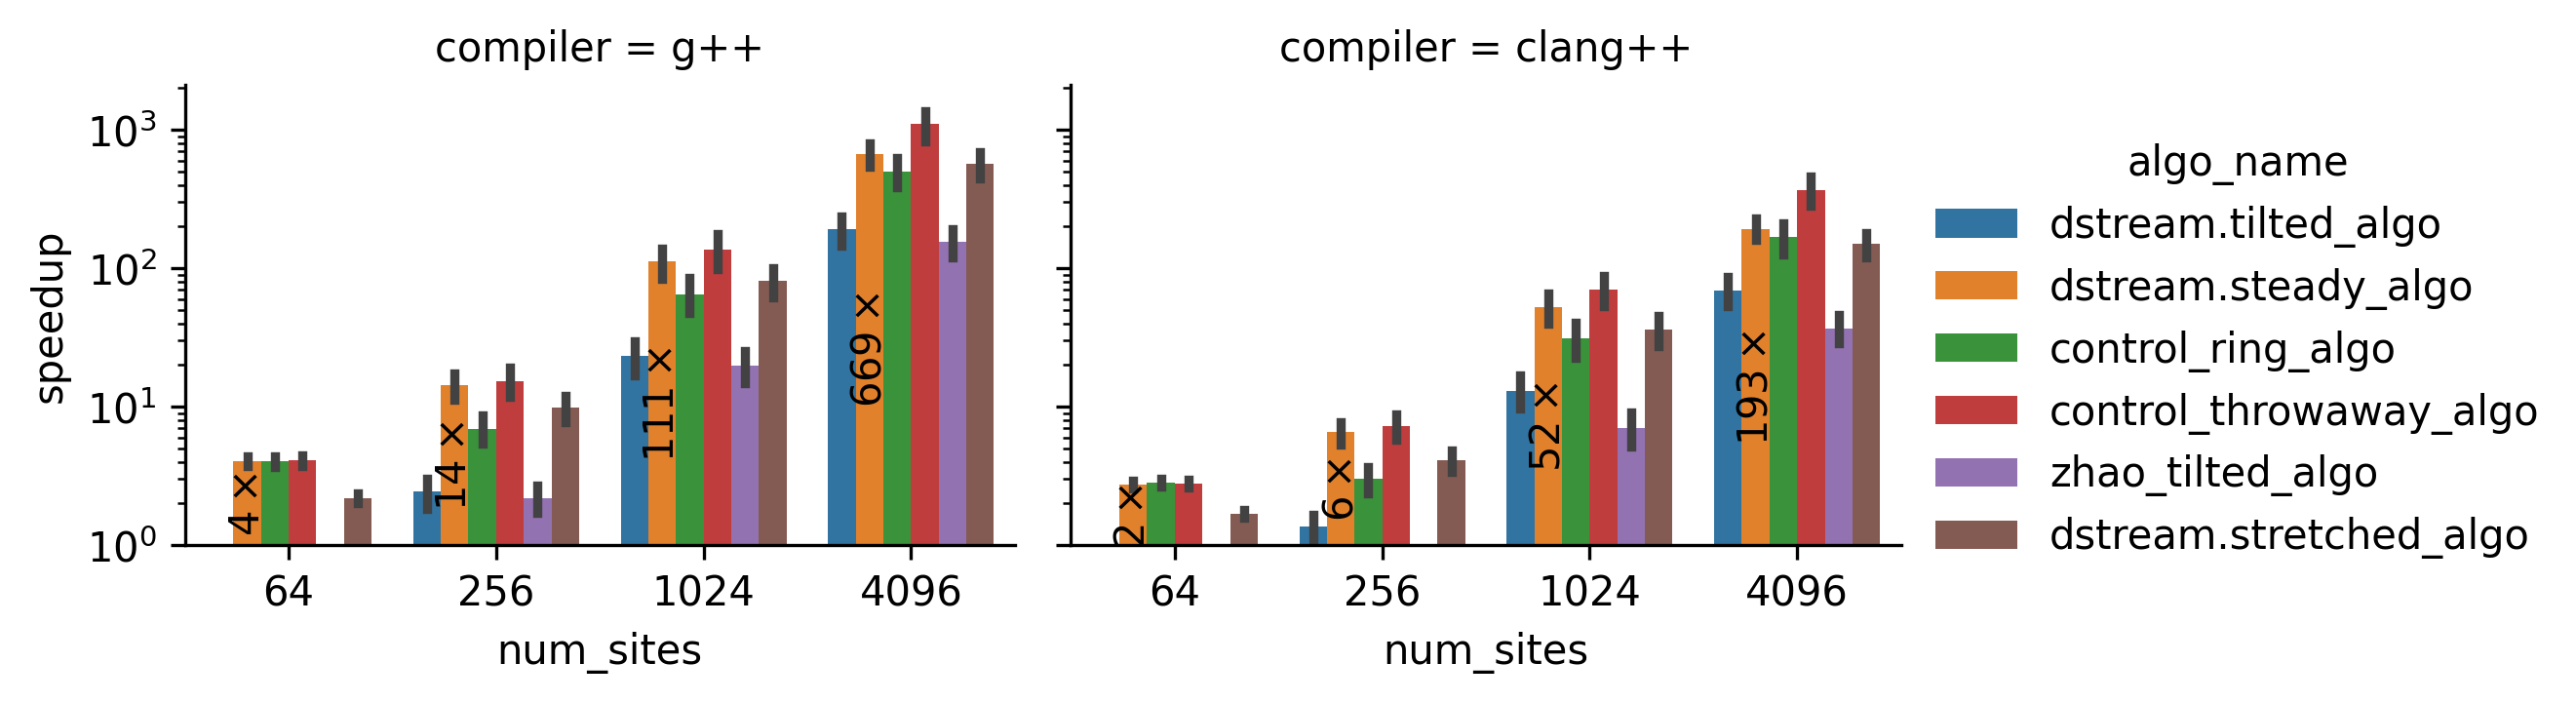 compiler = g++
compiler = clang++
speedup
10³
10²
10¹
10⁰
4 ×
14 ×
111 ×
669 ×
2 ×
6 ×
52 ×
193 ×
64
256
1024
4096
64
256
1024
4096
num_sites
num_sites
algo_name
dstream.tilted_algo
dstream.steady_algo
control_ring_algo
control_throwaway_algo
zhao_tilted_algo
dstream.stretched_algo